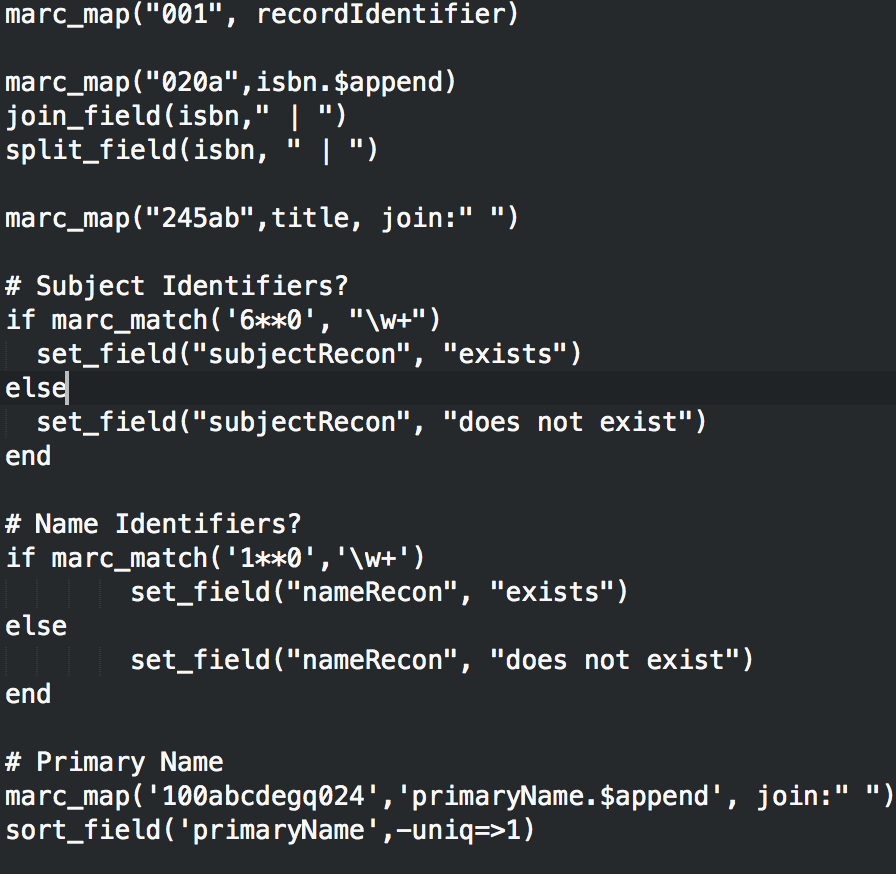 marc_map("001", recordIdentifier)

marc_map("020a",isbn.$append)
join_field(isbn," | ")
split_field(isbn, " | ")

marc_map("245ab",title, join:" ")

# Subject Identifiers?
if marc_match('6**0', "\w+")
  set_field("subjectRecon", "exists")
else
  set_field("subjectRecon", "does not exist")
end

# Name Identifiers?
if marc_match('1**0','\w+')
        set_field("nameRecon", "exists")
else
        set_field("nameRecon", "does not exist")
end

# Primary Name
marc_map('100abcdegq024','primaryName.$append', join:" ")
sort_field('primaryName',-uniq=>1)